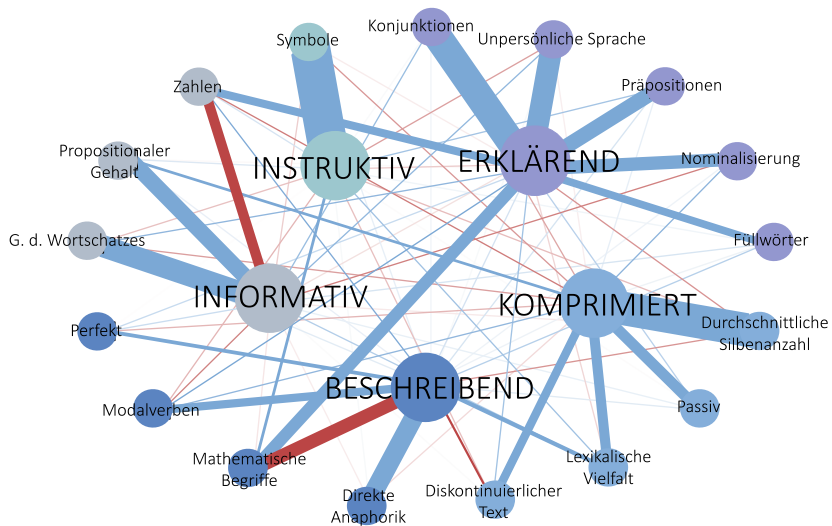 Konjunktionen
Symbole
Unpersönliche Sprache
Zahlen
Präpositionen
Propositionaler
Gehalt
INSTRUKTIV
ERKLÄREND
Nominalisierung
G. d. Wortschatzes
Füllwörter
INFORMATIV
KOMPRIMIERT
Perfekt
Durchschnittliche
Silbenanzahl
BESCHREIBEND
Modalverben
Passiv
Mathematische
Begriffe
Lexikalische
Vielfalt
Direkte
Anaphorik
Diskontinuierlicher
Text